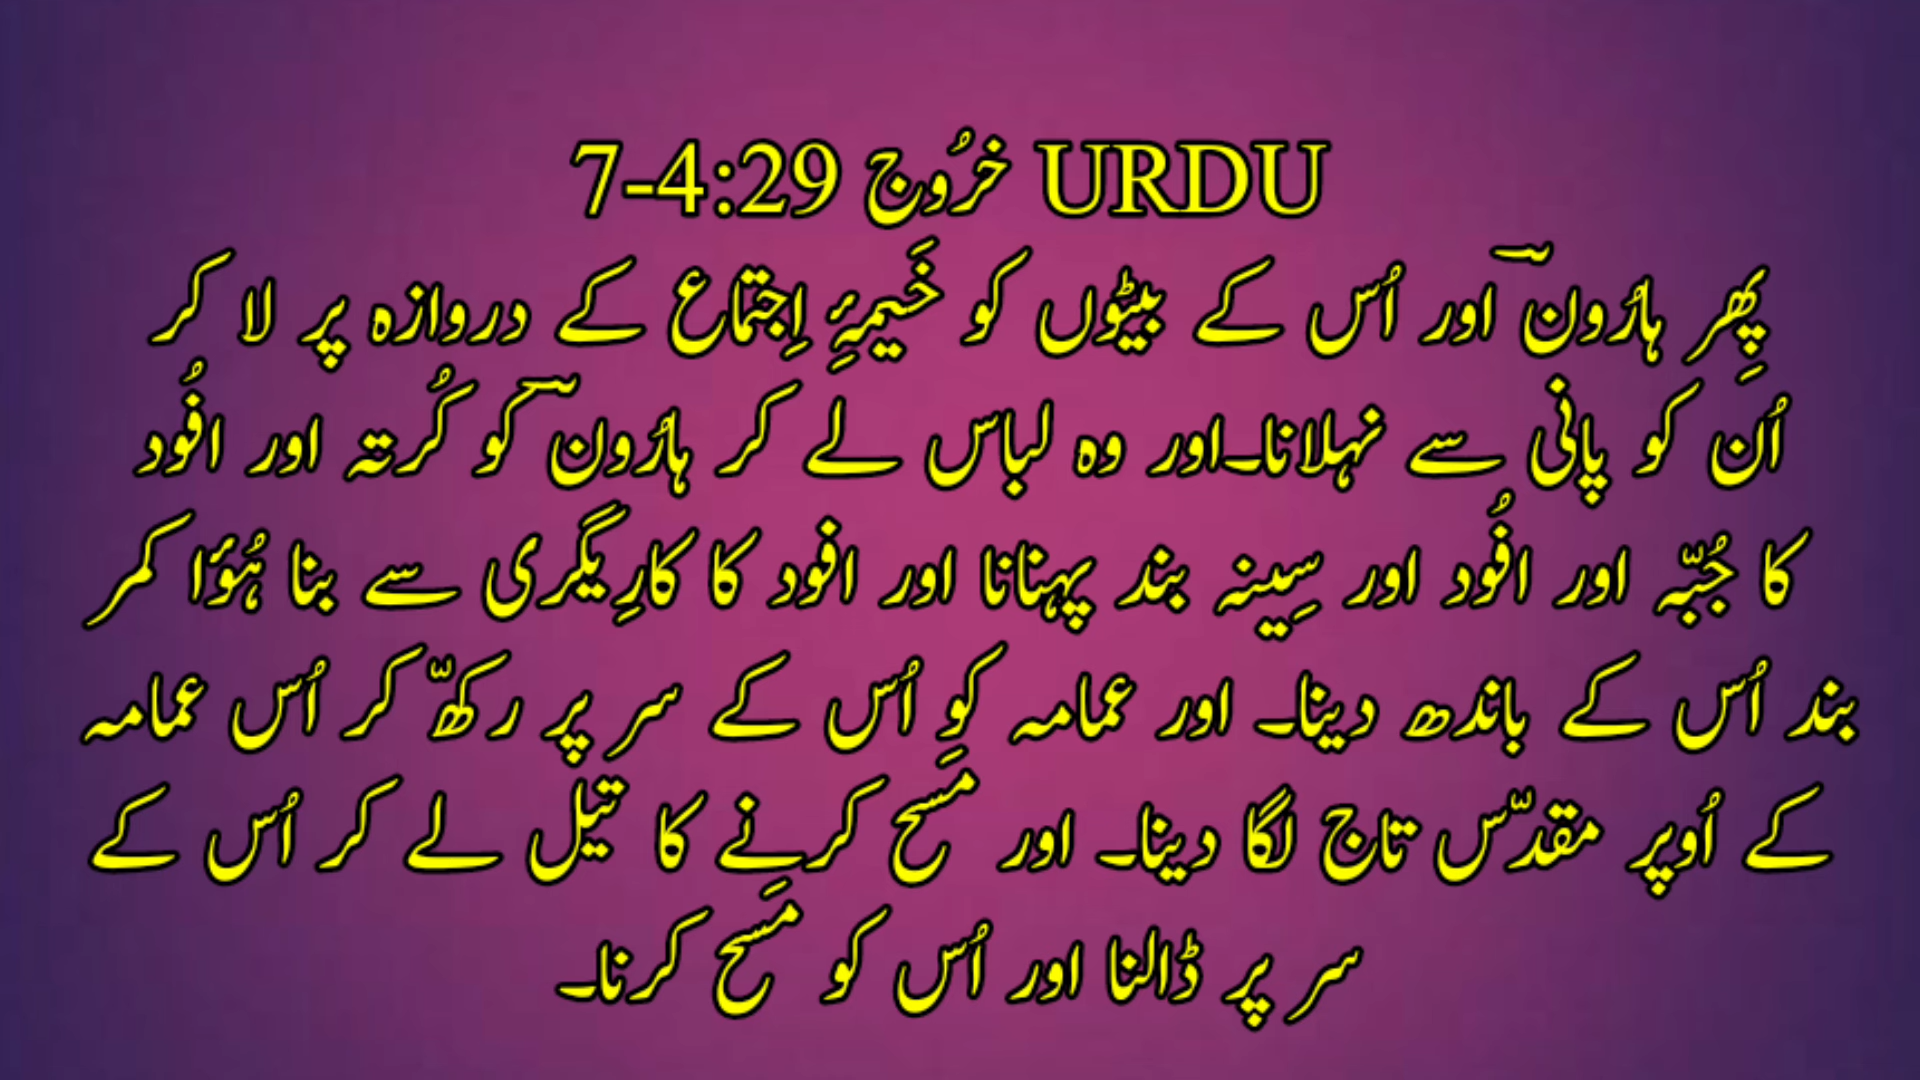 URDU خرُوج 29:4-7
پِھر ہارُونؔ اور اُس کے بیٹوں کو خَیمۂِ اِجتماع کے دروازہ پر لا کر
اُن کو پانی سے نہلانا۔اور وہ لباس لے کر ہارُونؔ کو کُرتہ اور افُود
کا جُبّہ اور افُود اور سِینہ بند پہنانا اور افود کا کارِیگری سے بنا ہُؤا کمر
بند اُس کے باندھ دینا۔ اور عمامہ کو اُس کے سر پر رکھّ کر اُس عمامہ
کے اُوپر مقدّس تاج لگا دینا۔ اور مَسح کرنے کا تیل لے کر اُس کے
سر پر ڈالنا اور اُس کو مَسح کرنا۔